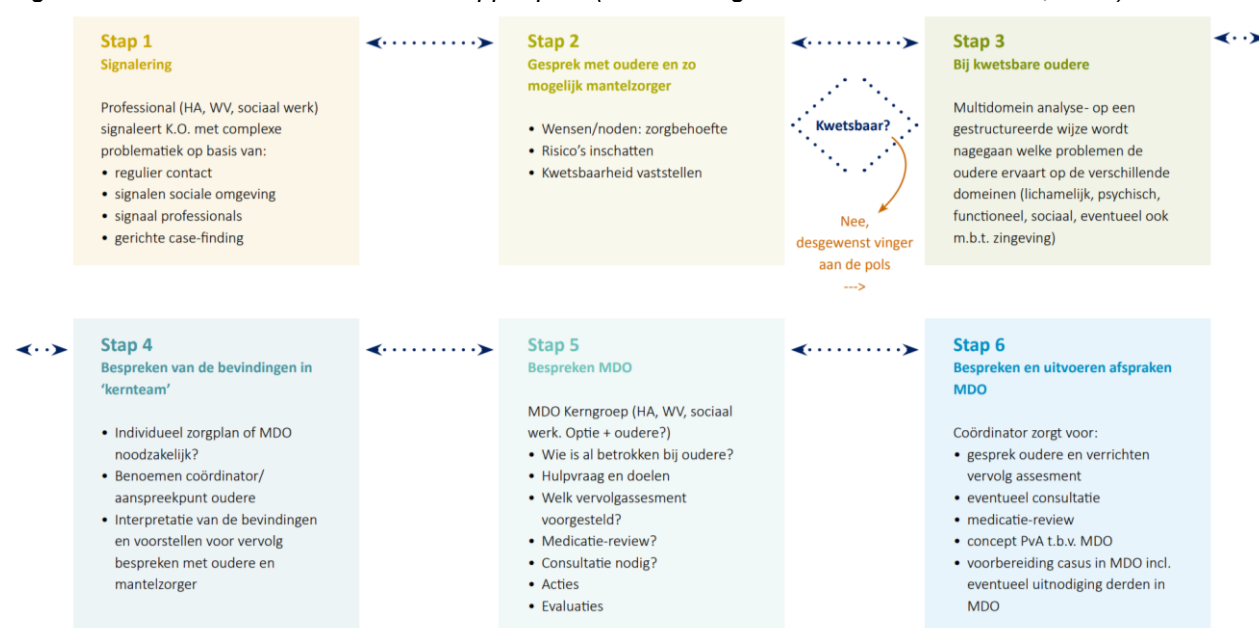 Stap 1
Signalering
Professional (HA, WV, sociaal werk)
signaleert K.O. met complexe
problematiek op basis van:
• regulier contact
• signalen sociale omgeving
• signaal professionals
• gerichte case-finding
Stap 2
Gesprek met oudere en zo
mogelijk mantelzorger
• Wensen/noden: zorgbehoefte
• Risico's inschatten
• Kwetsbaarheid vaststellen
Kwetsbaar?
Nee,
desgewenst vinger
aan de pols
--->
Stap 3
Bij kwetsbare oudere
Multidomein analyse- op een
gestructureerde wijze wordt
nagegaan welke problemen de
oudere ervaart op de verschillende
domeinen (lichamelijk, psychisch,
functioneel, sociaal, eventueel ook
m.b.t. zingeving)
Stap 4
Bespreken van de bevindingen in
‘kernteam’
• Individueel zorgplan of MDO
noodzakelijk?
• Benoemen coördinator/
aanspreekpunt oudere
• Interpretatie van de bevindingen
en voorstellen voor vervolg
bespreken met oudere en
mantelzorger
Stap 5
Bespreken MDO
MDO Kerngroep (HA, WV, sociaal
werk. Optie + oudere?)
• Wie is al betrokken bij oudere?
• Hulpvraag en doelen
• Welk vervolgassesment
voorgesteld?
• Medicatie-review?
• Consultatie nodig?
• Acties
• Evaluaties
Stap 6
Bespreken en uitvoeren afspraken
MDO
Coördinator zorgt voor:
• gesprek oudere en verrichten
vervolg assesment
• eventueel consultatie
• medicatie-review
• concept PvA t.b.v. MDO
• voorbereiding casus in MDO incl.
eventueel uitnodiging derden in
MDO